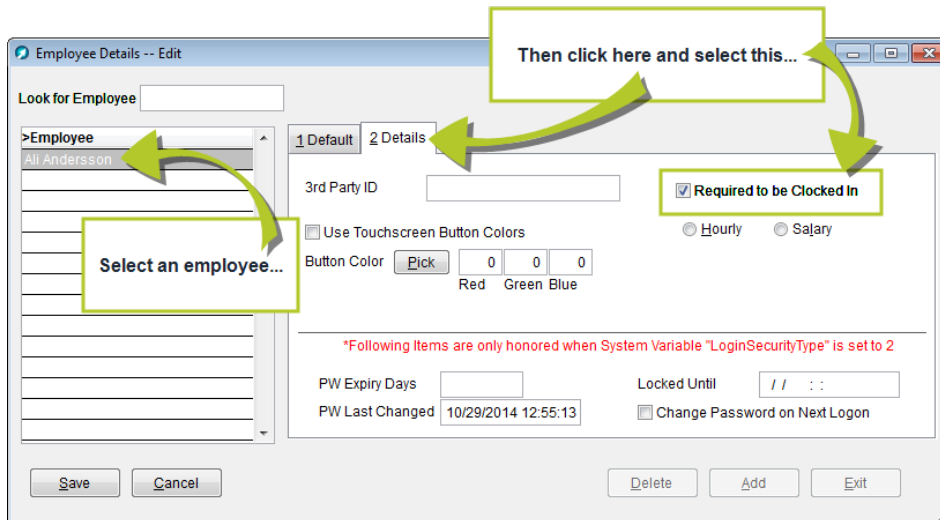 Then click here and select this...
Employee Details -- Edit
Look for Employee
>Employee
Ali Andersson
Select an employee...
1 Default
2 Details
3rd Party ID
Required to be Clocked In
Use Touchscreen Button Colors
Hourly
Salary
Button Color
Pick
0
0
0
Red
Green
Blue
*Following Items are only honored when System Variable "LoginSecurityType" is set to 2
PW Expiry Days
Locked Until
/ / : :
PW Last Changed
10/29/2014 12:55:13
Change Password on Next Logon
Save
Cancel
Delete
Add
Exit